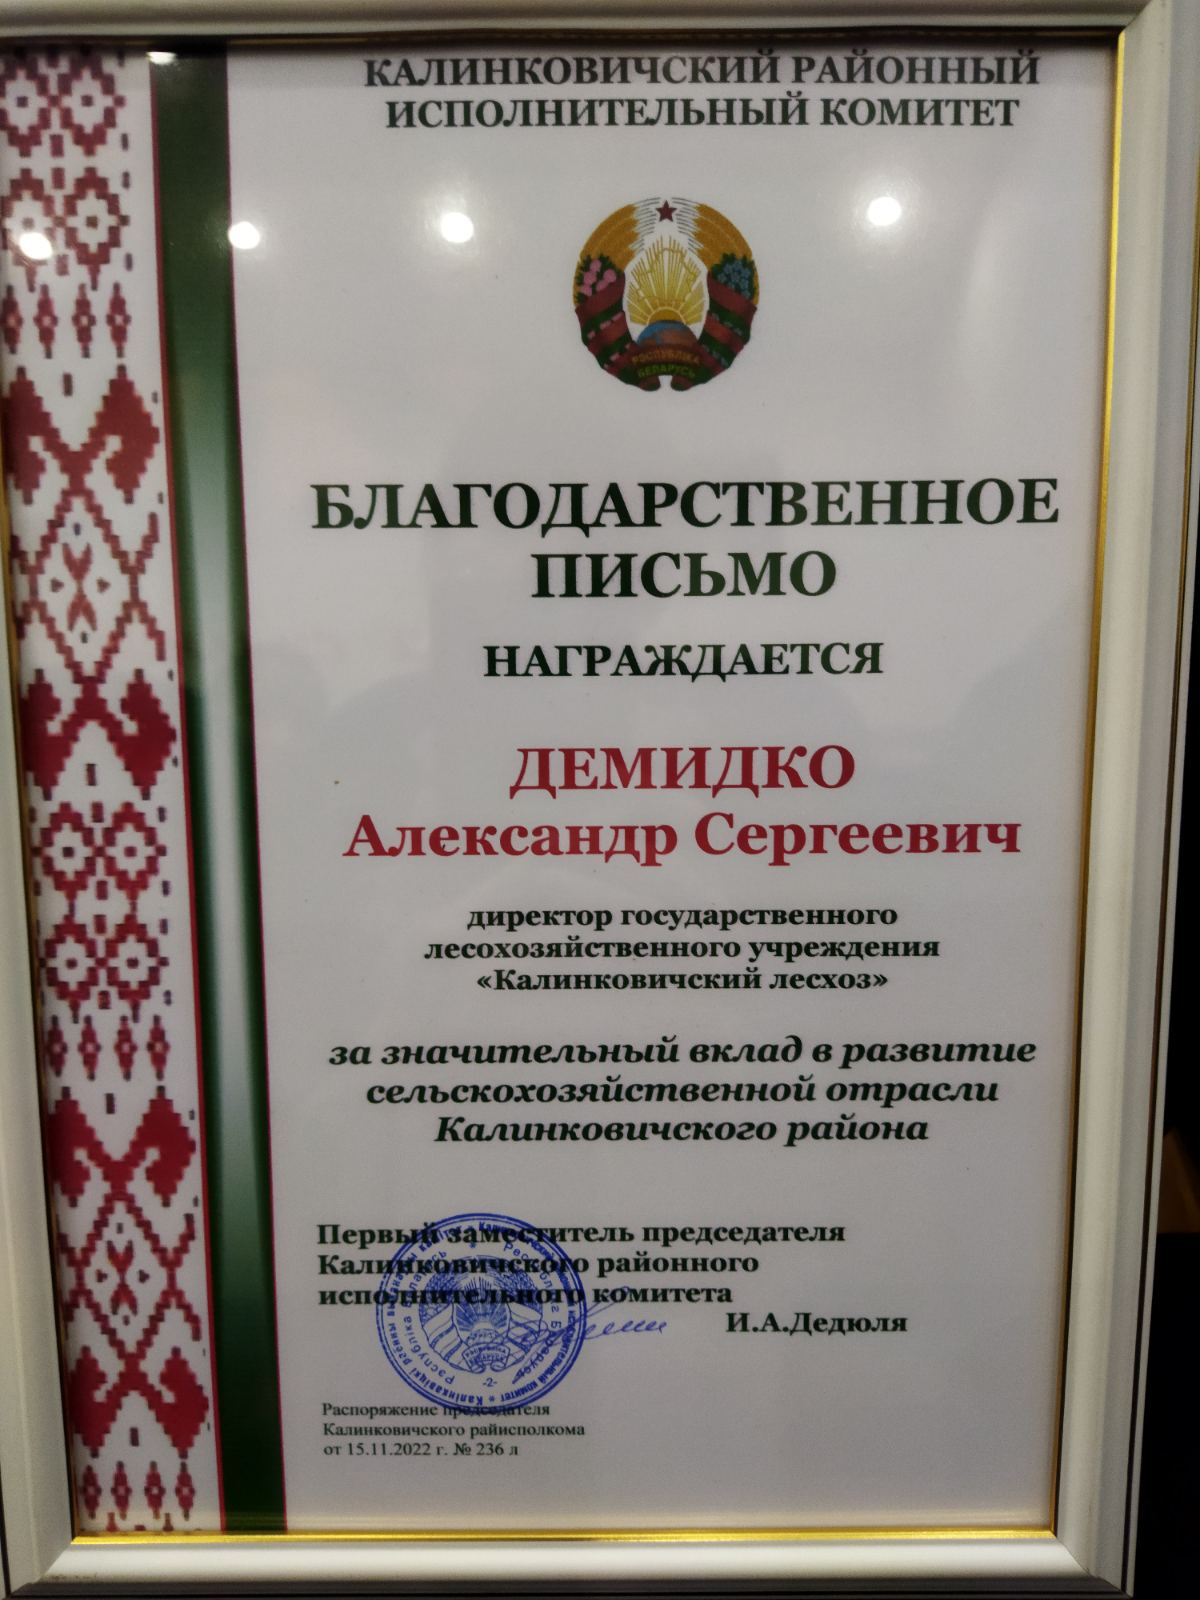 КАЛИНКОВИЧСКИЙ РАЙОННЫЙ
ИСПОЛНИТЕЛЬНЫЙ КОМИТЕТ
РЭСПУБЛІКА
БЕЛАРУСЬ
БЛАГОДАРСТВЕННОЕ
ПИСЬМО
НАГРАЖДАЕТСЯ
ДЕМИДКО
Александр Сергеевич
директор государственного
лесохозяйственного учреждения
«Калинковичский лесхоз»
за значительный вклад в развитие
сельскохозяйственной отрасли
Калинковичского района
Первый заместитель председателя
Калинковичского районного
исполнительного комитета
И.А.Дедюля
Распоряжение председателя
Калинковичского райисполкома
от 15.11.2022 г. № 236 л